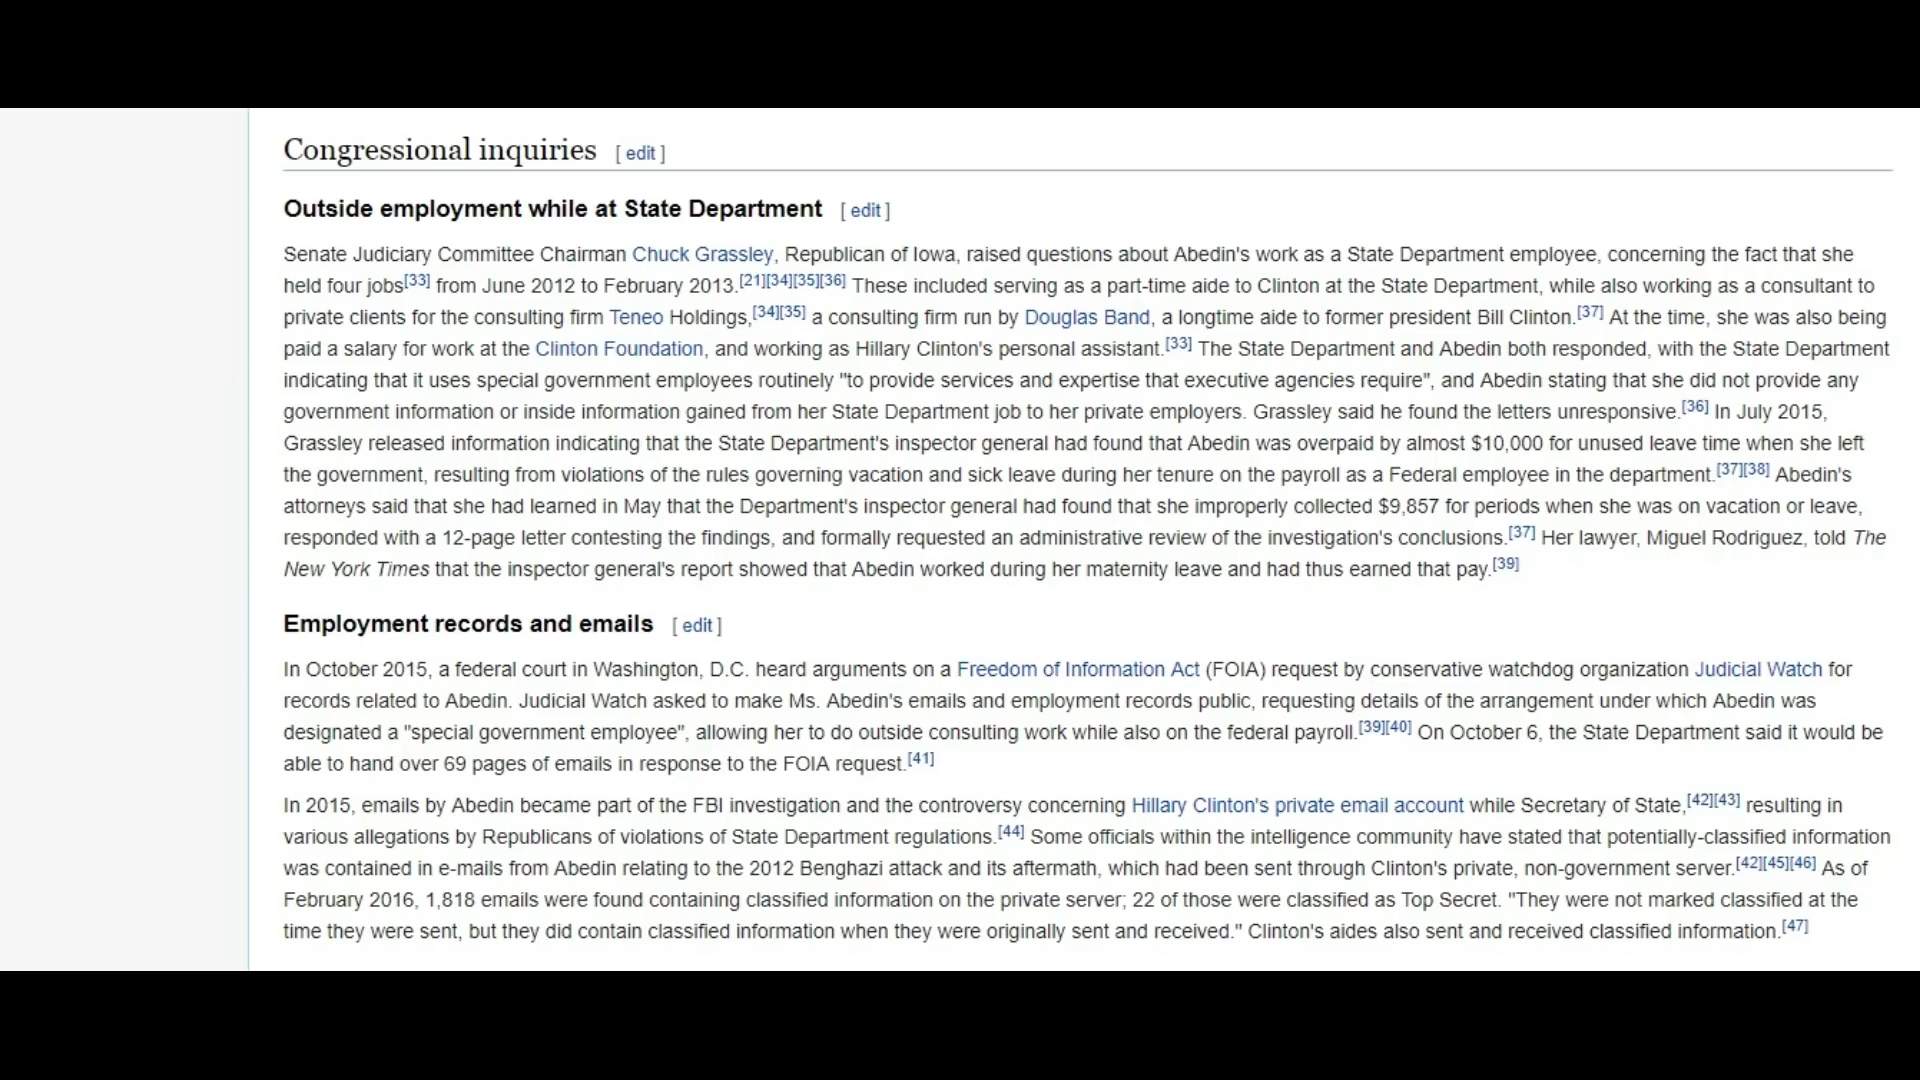 Congressional inquiries [ edit ]
Outside employment while at State Department [ edit ]
Senate Judiciary Committee Chairman Chuck Grassley, Republican of Iowa, raised questions about Abedin's work as a State Department employee, concerning the fact that she
held four jobs[33] from June 2012 to February 2013.[21][34][35][36] These included serving as a part-time aide to Clinton at the State Department, while also working as a consultant to
private clients for the consulting firm Teneo Holdings,[34][35] a consulting firm run by Douglas Band, a longtime aide to former president Bill Clinton.[37] At the time, she was also being
paid a salary for work at the Clinton Foundation, and working as Hillary Clinton's personal assistant.[33] The State Department and Abedin both responded, with the State Department
indicating that it uses special government employees routinely "to provide services and expertise that executive agencies require", and Abedin stating that she did not provide any
government information or inside information gained from her State Department job to her private employers. Grassley said he found the letters unresponsive.[36] In July 2015,
Grassley released information indicating that the State Department's inspector general had found that Abedin was overpaid by almost $10,000 for unused leave time when she left
the government, resulting from violations of the rules governing vacation and sick leave during her tenure on the payroll as a Federal employee in the department.[37][38] Abedin's
attorneys said that she had learned in May that the Department's inspector general had found that she improperly collected $9,857 for periods when she was on vacation or leave,
responded with a 12-page letter contesting the findings, and formally requested an administrative review of the investigation's conclusions.[37] Her lawyer, Miguel Rodriguez, told The
New York Times that the inspector general's report showed that Abedin worked during her maternity leave and had thus earned that pay.[39]
Employment records and emails [ edit ]
In October 2015, a federal court in Washington, D.C. heard arguments on a Freedom of Information Act (FOIA) request by conservative watchdog organization Judicial Watch for
records related to Abedin. Judicial Watch asked to make Ms. Abedin's emails and employment records public, requesting details of the arrangement under which Abedin was
designated a "special government employee", allowing her to do outside consulting work while also on the federal payroll.[39][40] On October 6, the State Department said it would be
able to hand over 69 pages of emails in response to the FOIA request.[41]
In 2015, emails by Abedin became part of the FBI investigation and the controversy concerning Hillary Clinton's private email account while Secretary of State,[42][43] resulting in
various allegations by Republicans of violations of State Department regulations.[44] Some officials within the intelligence community have stated that potentially-classified information
was contained in e-mails from Abedin relating to the 2012 Benghazi attack and its aftermath, which had been sent through Clinton's private, non-government server.[42][45][46] As of
February 2016, 1,818 emails were found containing classified information on the private server; 22 of those were classified as Top Secret. "They were not marked classified at the
time they were sent, but they did contain classified information when they were originally sent and received." Clinton's aides also sent and received classified information.[47]